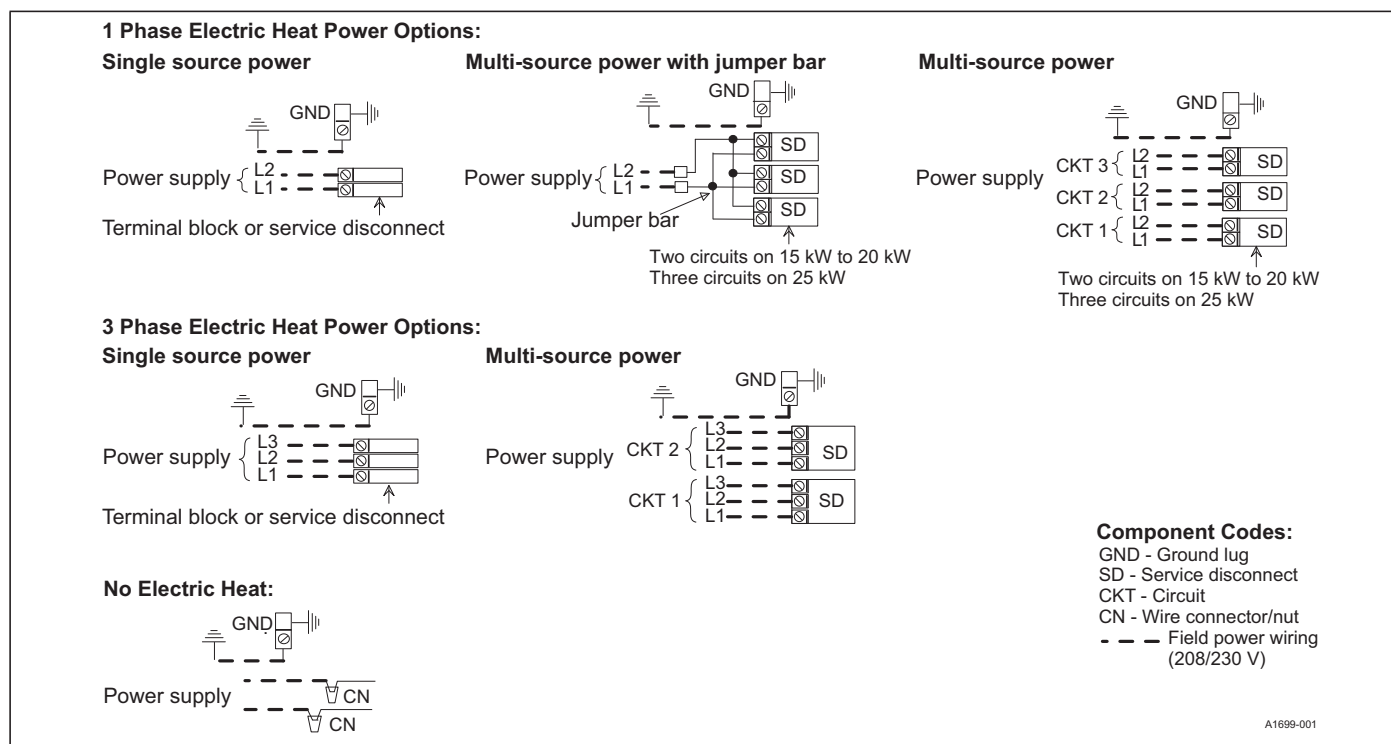 1 Phase Electric Heat Power Options:
Single source power
GND
Power supply { L2
L1
Terminal block or service disconnect
Multi-source power with jumper bar
GND
SD
Power supply { L2
L1
SD
Jumper bar
SD
Two circuits on 15 kW to 20 kW
Three circuits on 25 kW
Multi-source power
GND
Power supply
CKT 3 { L2
L1
SD
CKT 2 { L2
L1
SD
CKT 1 { L2
L1
SD
Two circuits on 15 kW to 20 kW
Three circuits on 25 kW
3 Phase Electric Heat Power Options:
Single source power
GND
Power supply { L3
L2
L1
Terminal block or service disconnect
Multi-source power
GND
Power supply
CKT 2 { L3
L2
L1
SD
CKT 1 { L3
L2
L1
SD
No Electric Heat:
GND
Power supply
CN
CN
Component Codes:
GND - Ground lug
SD - Service disconnect
CKT - Circuit
CN - Wire connector/nut
Field power wiring
(208/230 V)
A1699-001